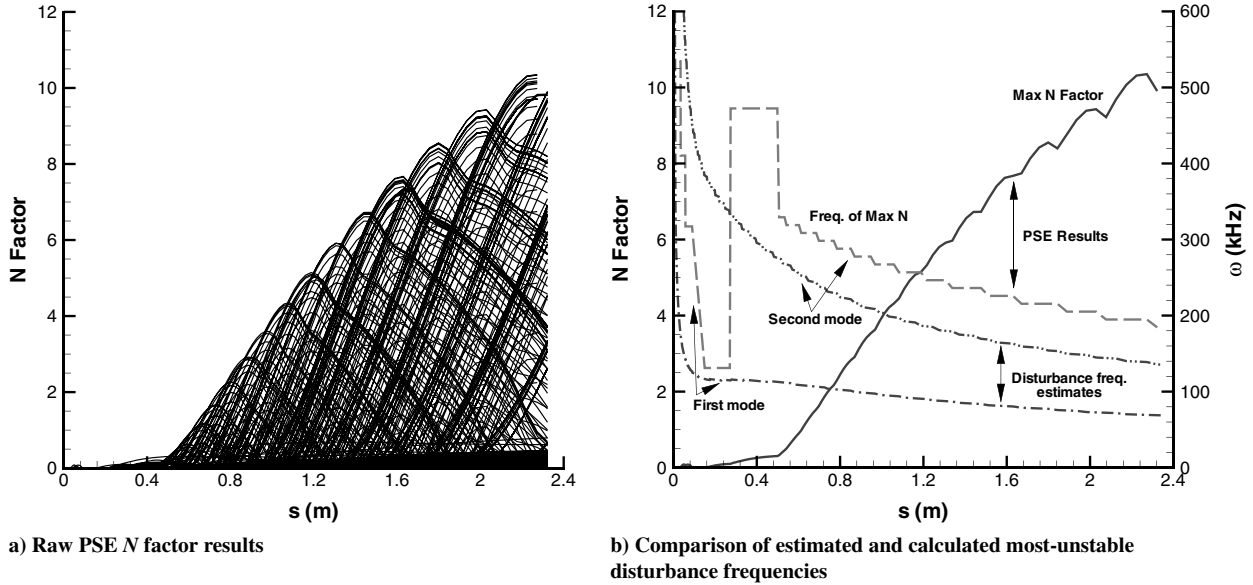 12
10
8
6
4
2
0
N Factor
0
0.4
0.8
1.2
1.6
2
2.4
s (m)
a) Raw PSE N factor results
12
10
8
6
4
2
0
N Factor
600
500
400
300
200
100
0
ω (kHz)
Max N Factor
Freq. of Max N
PSE Results
Second mode
Disturbance freq.
estimates
First mode
0
0.4
0.8
1.2
1.6
2
2.4
s (m)
b) Comparison of estimated and calculated most-unstable
disturbance frequencies